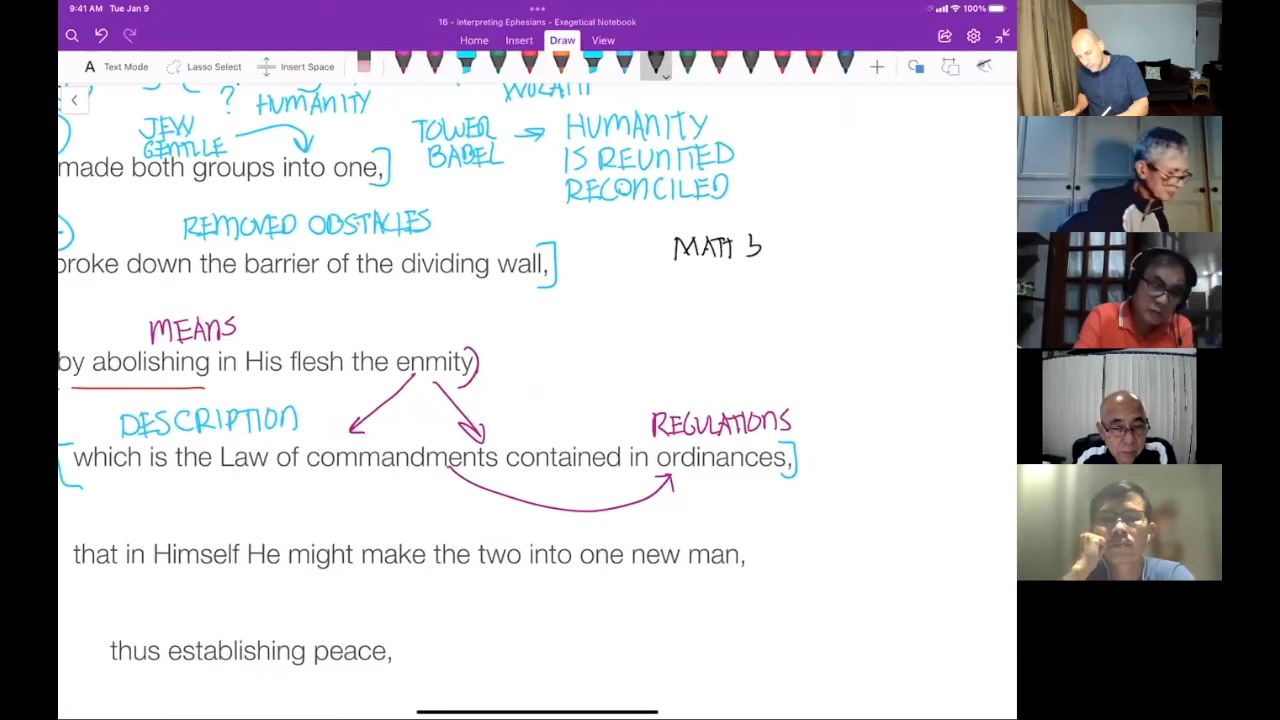 9:41 AM Tue Jan 9
100%
16 - Interpreting Ephesians - Exegetical Notebook
Home Insert Draw View
A Text Mode Lasso Select Insert Space
? HUMANITY
JEW
GENTILE
TOWER
BABEL
HUMANITY
IS REUNITED
RECONCILED
made both groups into one,]
REMOVED OBSTACLES
broke down the barrier of the dividing wall,]
MATT 5
MEANS
by abolishing in His flesh the enmity)
DESCRIPTION
REGULATIONS
[which is the Law of commandments contained in ordinances,]
that in Himself He might make the two into one new man,
thus establishing peace,